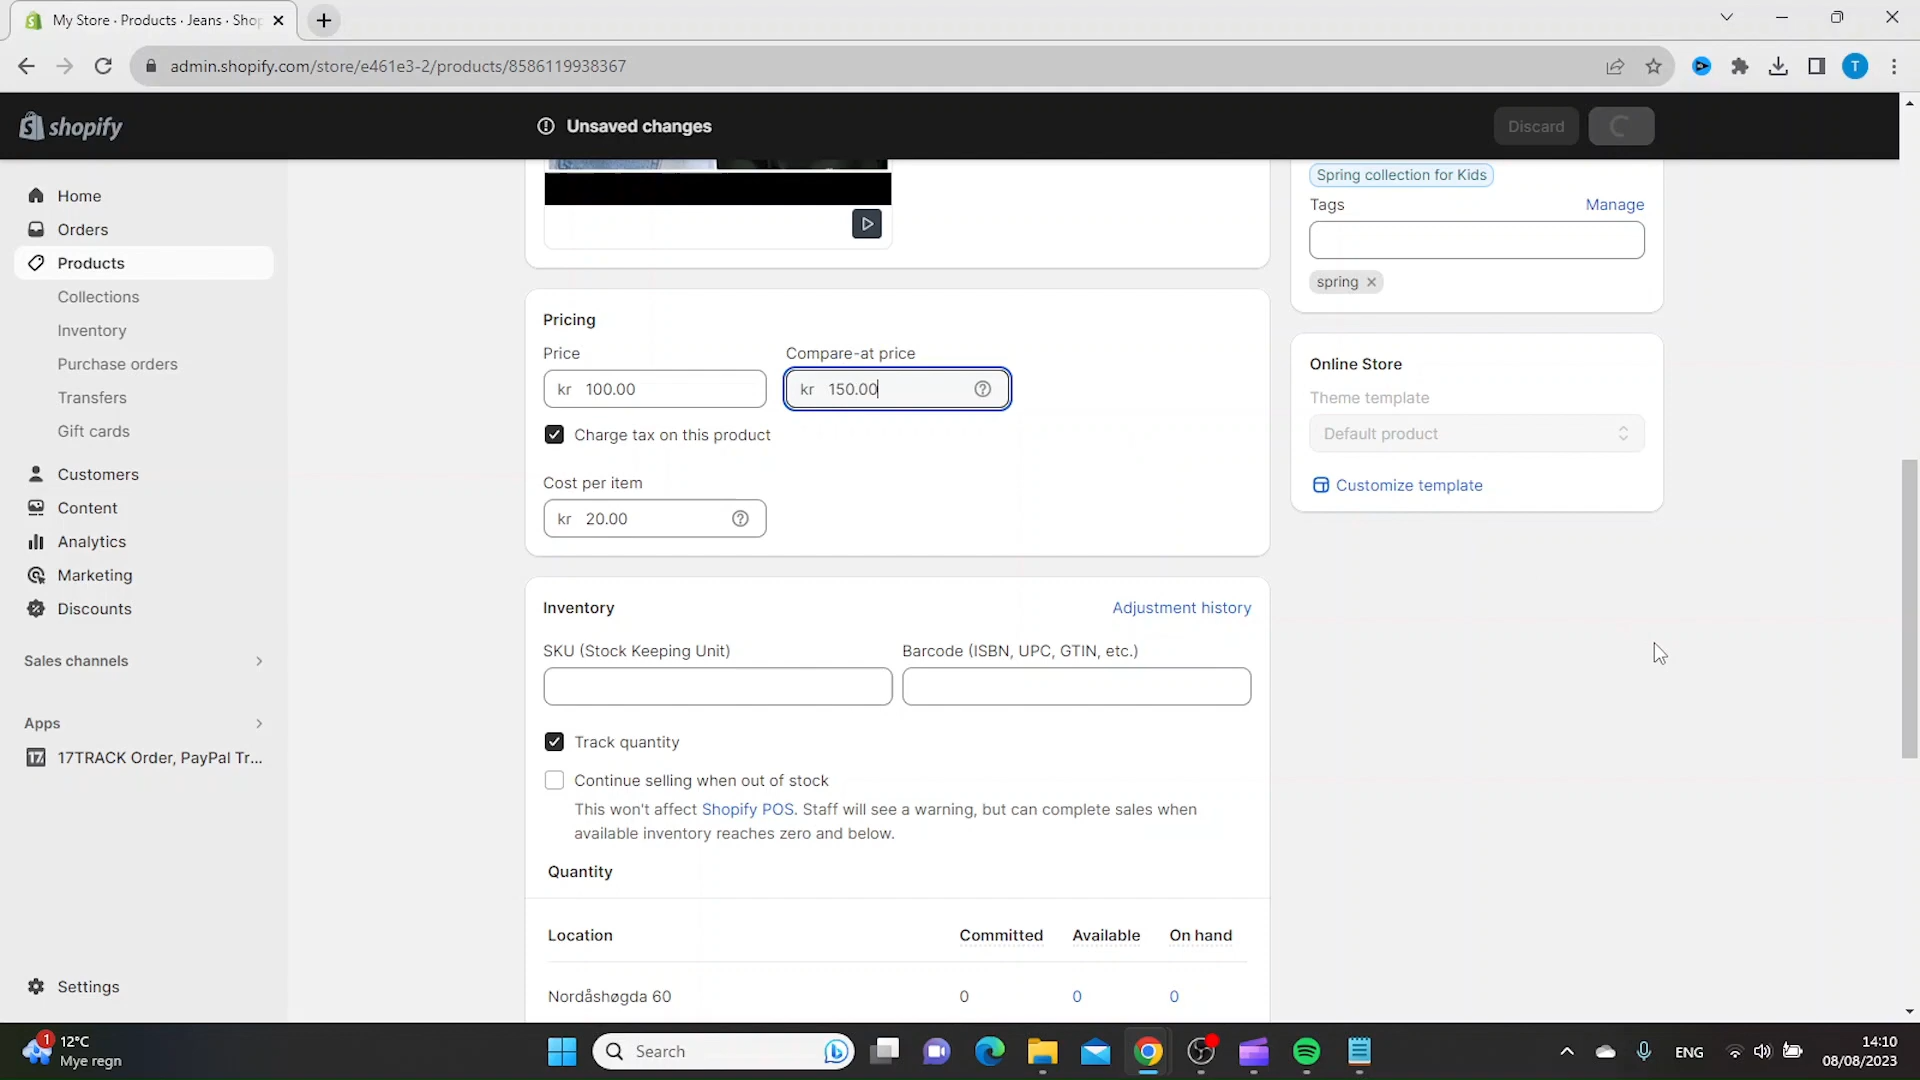 My Store · Products · Jeans · Shop
admin.shopify.com/store/e461e3-2/products/8586119938367
T
shopify
Unsaved changes
Discard
Home
Orders
Products
Collections
Inventory
Purchase orders
Transfers
Gift cards
Customers
Content
Analytics
Marketing
Discounts
Sales channels
Apps
17TRACK Order, PayPal Tr...
Settings
Pricing
Price
Compare-at price
kr 100.00
kr 150.00
Charge tax on this product
Cost per item
kr 20.00
Inventory
Adjustment history
SKU (Stock Keeping Unit)
Barcode (ISBN, UPC, GTIN, etc.)
Track quantity
Continue selling when out of stock
This won't affect Shopify POS. Staff will see a warning, but can complete sales when
available inventory reaches zero and below.
Quantity
Location
Committed
Available
On hand
Nordåshøgda 60
0
0
0
Spring collection for Kids
Tags
Manage
spring
Online Store
Theme template
Default product
Customize template
1
12°C
Mye regn
Search
ENG
14:10
08/08/2023